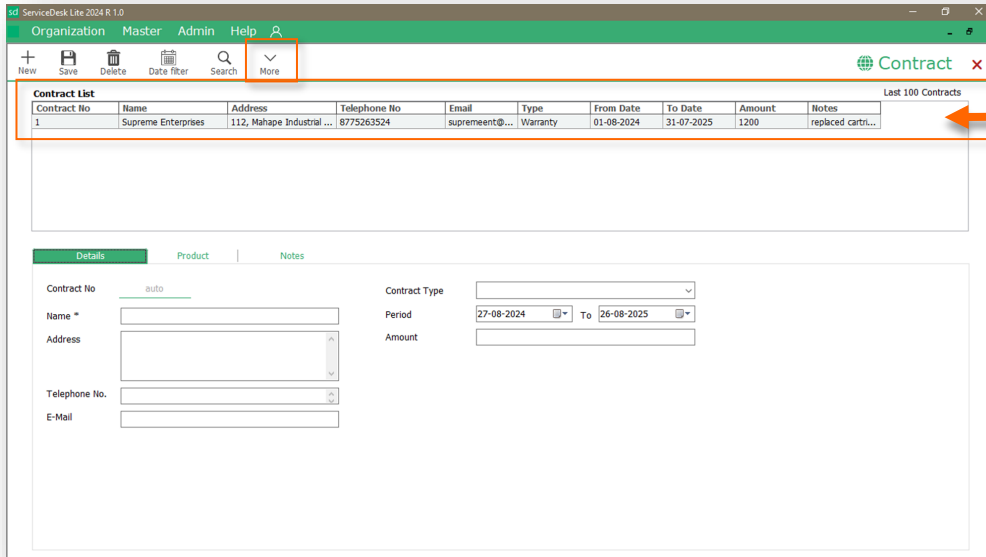 scl ServiceDesk Lite 2024 R 1.0
Organization Master Admin Help
New Save Delete Date filter Search More
Contract
Contract List
Last 100 Contracts
Contract No Name Address Telephone No Email Type From Date To Date Amount Notes
1 Supreme Enterprises 112, Mahape Industrial ... 8775263524 supremeent@... Warranty 01-08-2024 31-07-2025 1200 replaced cartri...
Details Product Notes
Contract No auto
Contract Type
Name *
Period 27-08-2024 To 26-08-2025
Address
Amount
Telephone No.
E-Mail